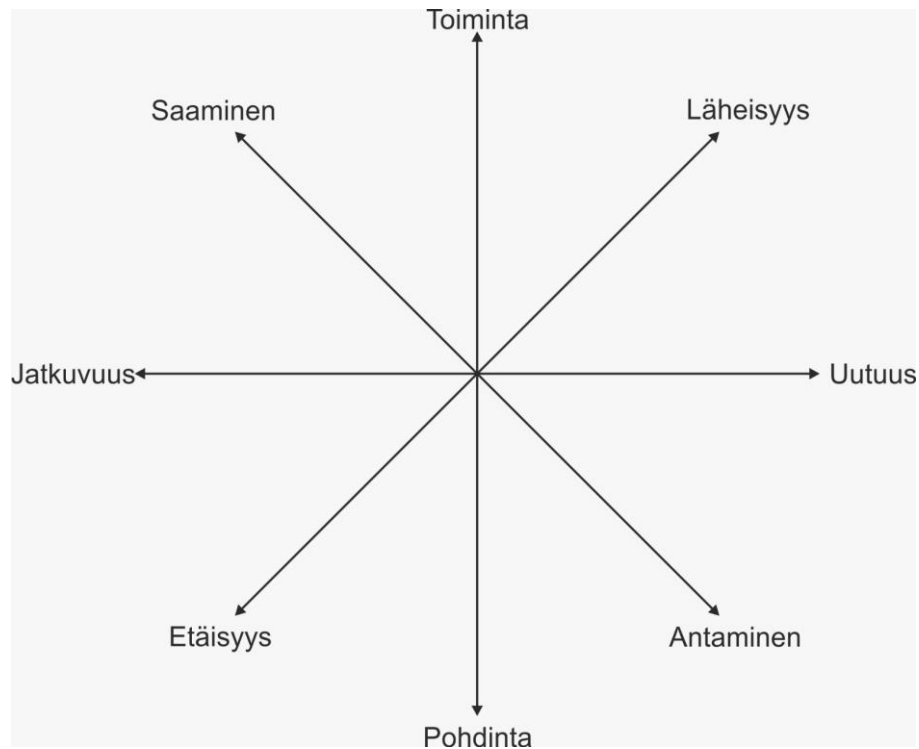 Toiminta
Saaminen
Läheisyys
Jatkuvuus
Uutuus
Etäisyys
Antaminen
Pohdinta